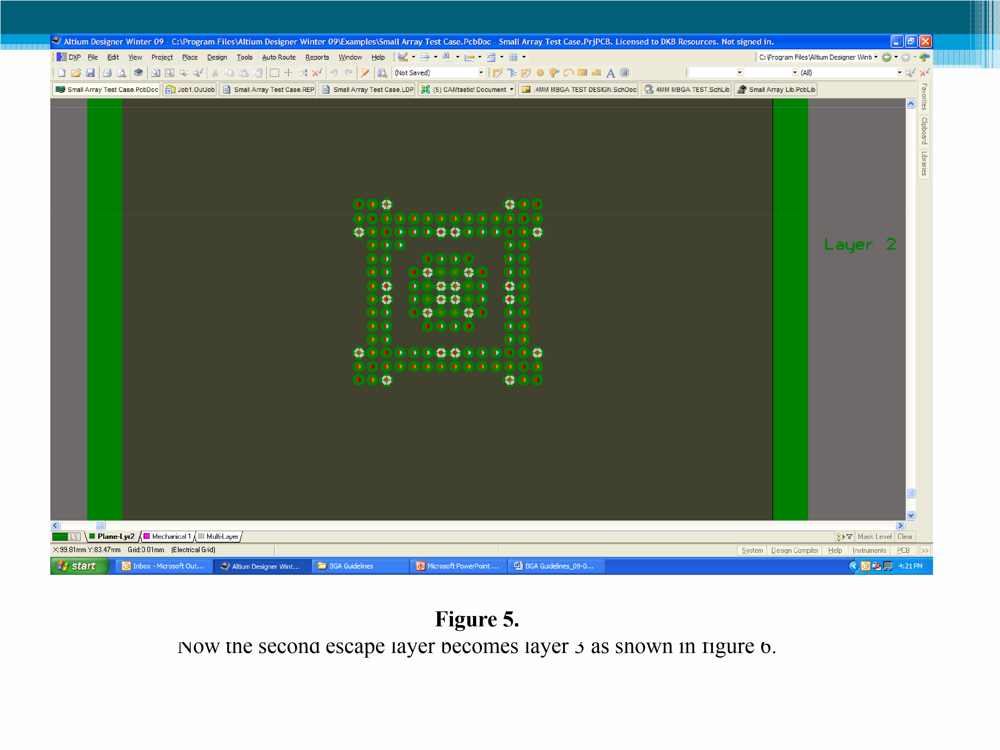 Altium Designer Winter 09 - C:\Program Files\Altium Designer Winter 09\Examples\Small Array Test Case.PcbDoc - Small Array Test Case.PrjPCB. Licensed to DKB Resources. Not signed in.
DXP File Edit View Project Place Design Tools Auto Route Reports Window Help C:\Program Files\Altium Designer Wint
(Not Saved) (All)
Small Array Test Case.PcbDoc Job1.OutJob Small Array Test Case.REP Small Array Test Case.LDP (5) CAMtastic! Document .4MM MBGA TEST DESIGN.SchDoc 4MM MBGA TEST.SchLib Small Array Lib.PcbLib
Favorites
Clipboard
Libraries
Layer 2
LS Plane-Lyr2 Mechanical 1 Multi-Layer Mask Level Clear
X:99.81mm Y:83.47mm Grid:0.01mm (Electrical Grid) System Design Compiler Help Instruments PCB >>
start Inbox - Microsoft Out... Altium Designer Wint... BGA Guidelines Microsoft PowerPoint ... BGA Guidelines_09-0... 4:21 PM
Figure 5.
Now the second escape layer becomes layer 3 as shown in figure 6.